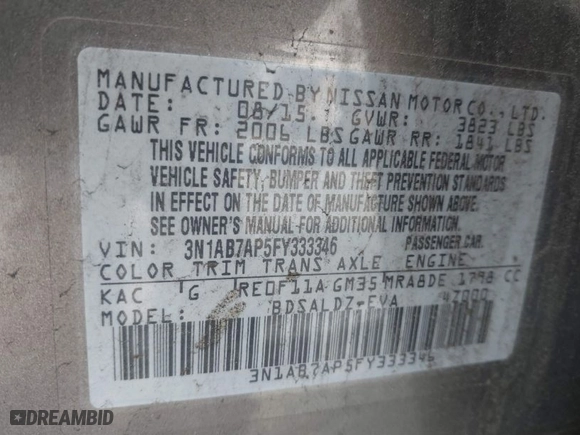 MANUFACTURED BY NISSAN MOTOR CO., LTD.
DATE: 08/15 GVWR: 3823 LBS
GAWR FR: 2006 LBS GAWR RR: 1841 LBS
THIS VEHICLE CONFORMS TO ALL APPLICABLE FEDERAL MOTOR
VEHICLE SAFETY, BUMPER AND THEFT PREVENTION STANDARDS
IN EFFECT ON THE DATE OF MANUFACTURE SHOWN ABOVE.
SEE OWNER'S MANUAL FOR ADDITIONAL INFORMATION.
VIN: 3N1AB7AP5FY333346 PASSENGER CAR
COLOR TRIM TRANS AXLE ENGINE
KAC G RE0F11A GM35 MRA8DE 1798 CC
MODEL BDSALDZ-EVA 47000
3N1AB7AP5FY333346
DREAMBID